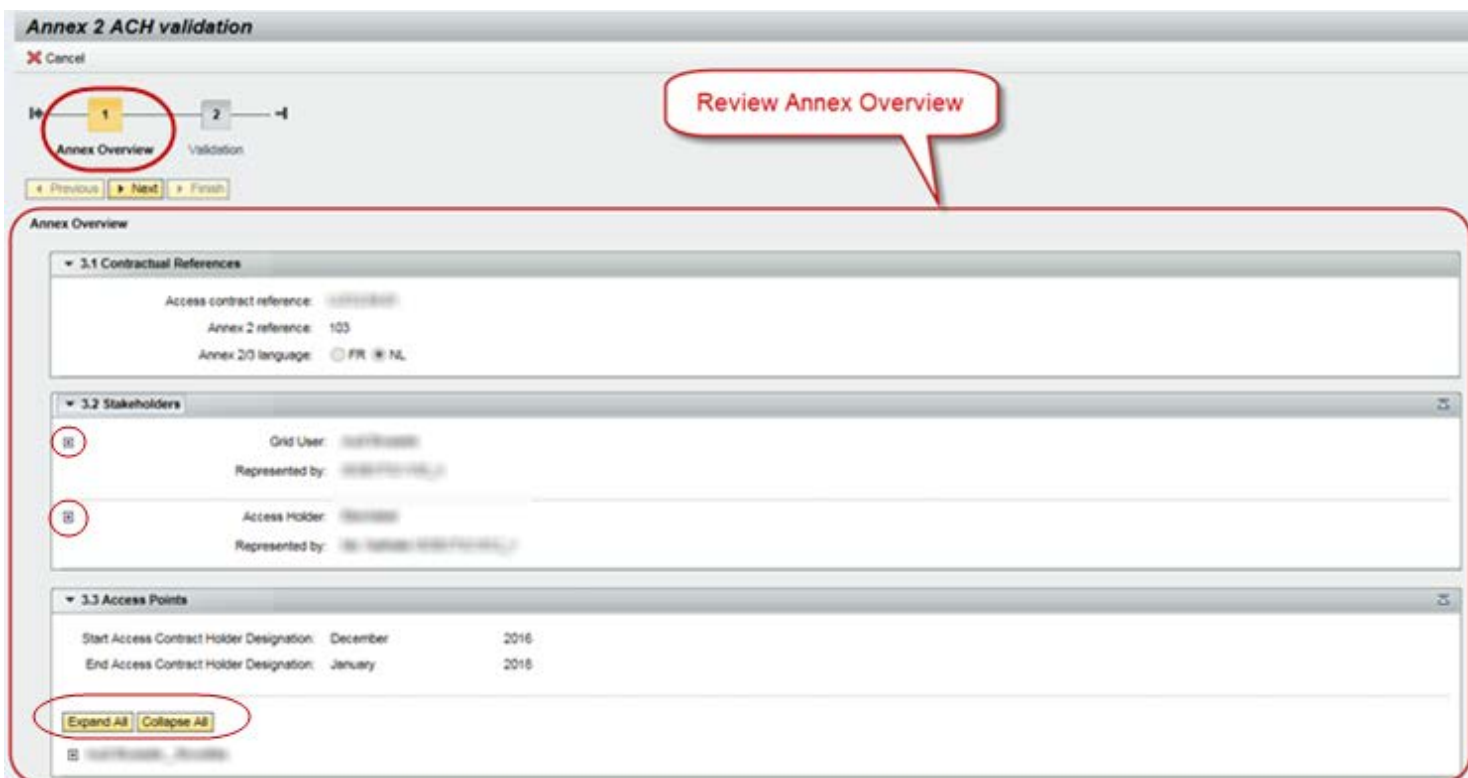 Annex 2 ACH validation
Cancel
Review Annex Overview
1 2
Annex Overview Validation
Previous Next Finish
Annex Overview
3.1 Contractual References
Access contract reference:
Annex 2 reference: 103
Annex 2/3 language: FR NL
3.2 Stakeholders
Grid User:
Represented by:
Access Holder:
Represented by:
3.3 Access Points
Start Access Contract Holder Designation: December 2016
End Access Contract Holder Designation: January
Expand All Collapse All